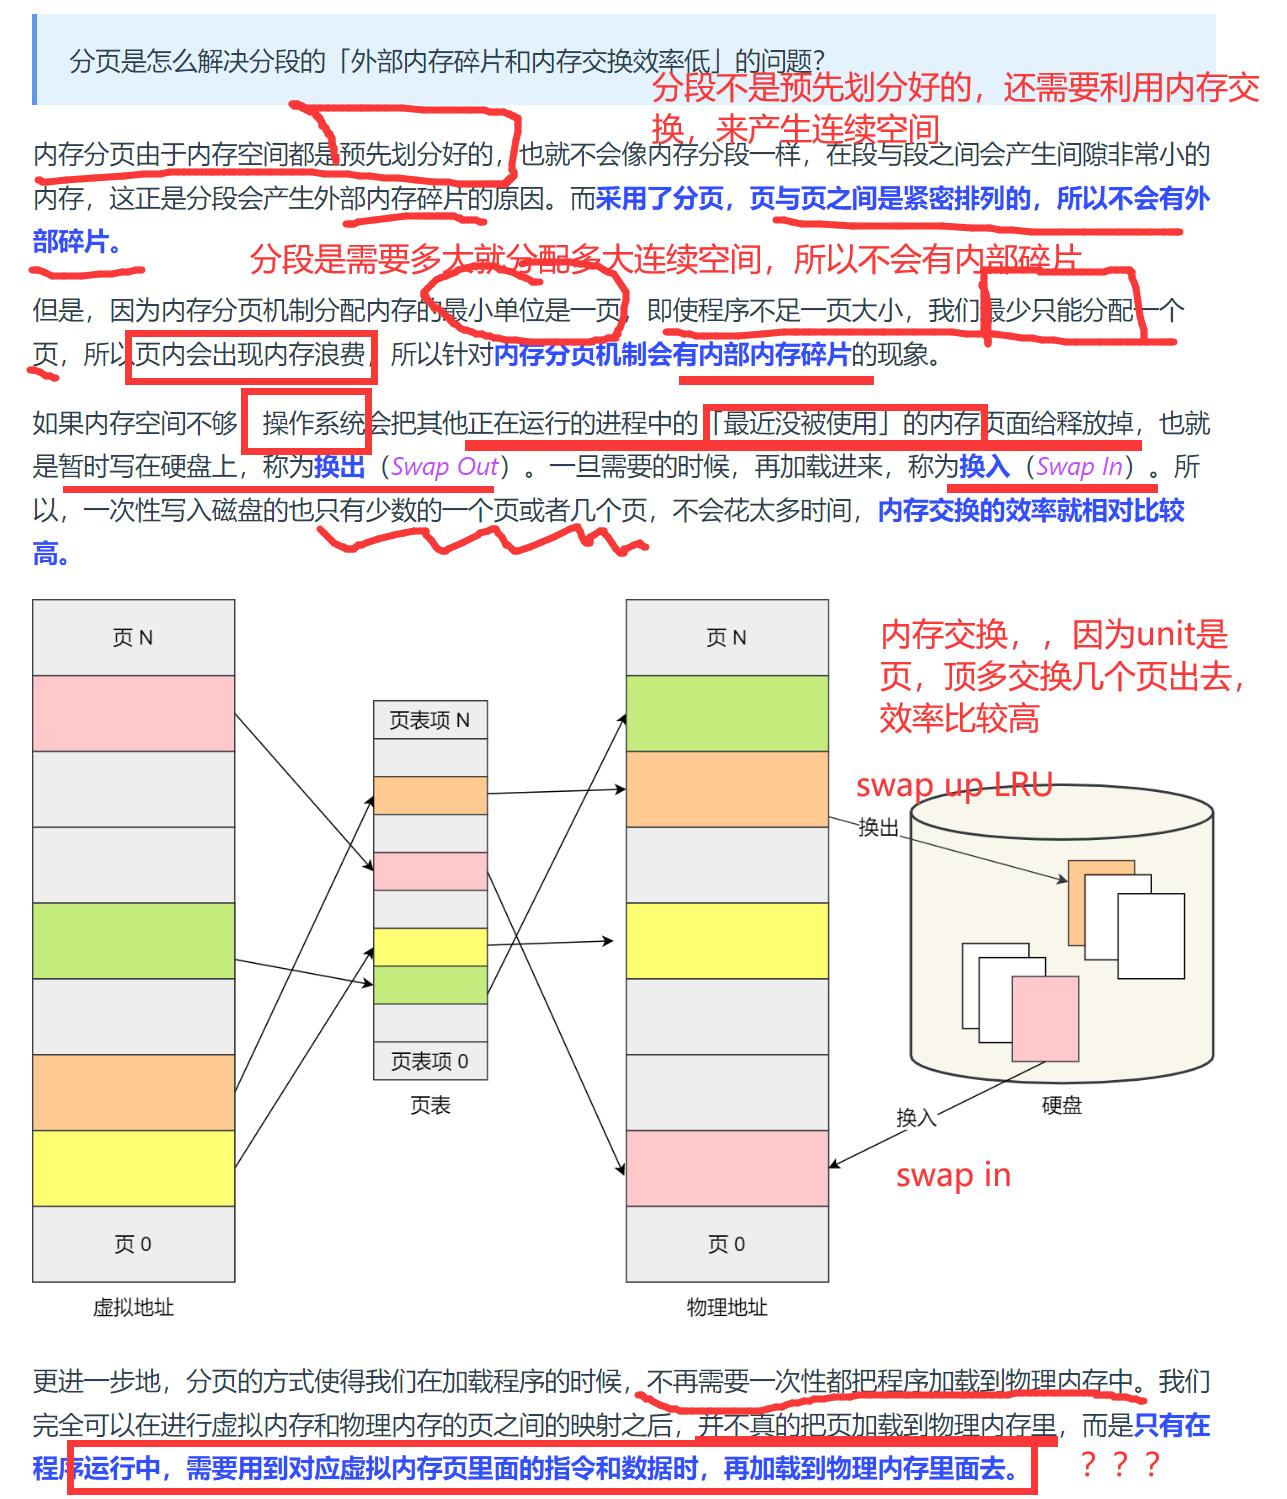 分页是怎么解决分段的「外部内存碎片和内存交换效率低」的问题?
分段不是预先划分好的，还需要利用内存交
换，来产生连续空间
内存分页由于内存空间都是预先划分好的，也就不会像内存分段一样，在段与段之间会产生间隙非常小的
内存，这正是分段会产生外部内存碎片的原因。而采用了分页，页与页之间是紧密排列的，所以不会有外
部碎片。
分段是需要多大就分配多大连续空间，所以不会有内部碎片
但是，因为内存分页机制分配内存的最小单位是一页，即使程序不足一页大小，我们最少只能分配一个
页，所以页内会出现内存浪费，所以针对内存分页机制会有内部内存碎片的现象。
如果内存空间不够，操作系统会把其他正在运行的进程中的「最近没被使用」的内存页面给释放掉，也就
是暂时写在硬盘上，称为换出（Swap Out）。一旦需要的时候，再加载进来，称为换入（Swap In）。所
以，一次性写入磁盘的也只有少数的一个页或者几个页，不会花太多时间，内存交换的效率就相对比较
高。
页 N
页 N
内存交换，，因为unit是
页，顶多交换几个页出去，
效率比较高
页表项 N
swap up LRU
换出
页表项 0
页表
硬盘
换入
swap in
页 0
页 0
虚拟地址
物理地址
更进一步地，分页的方式使得我们在加载程序的时候，不再需要一次性都把程序加载到物理内存中。我们
完全可以在进行虚拟内存和物理内存的页之间的映射之后，并不真的把页加载到物理内存里，而是只有在
程序运行中，需要用到对应虚拟内存页里面的指令和数据时，再加载到物理内存里面去。
？？？